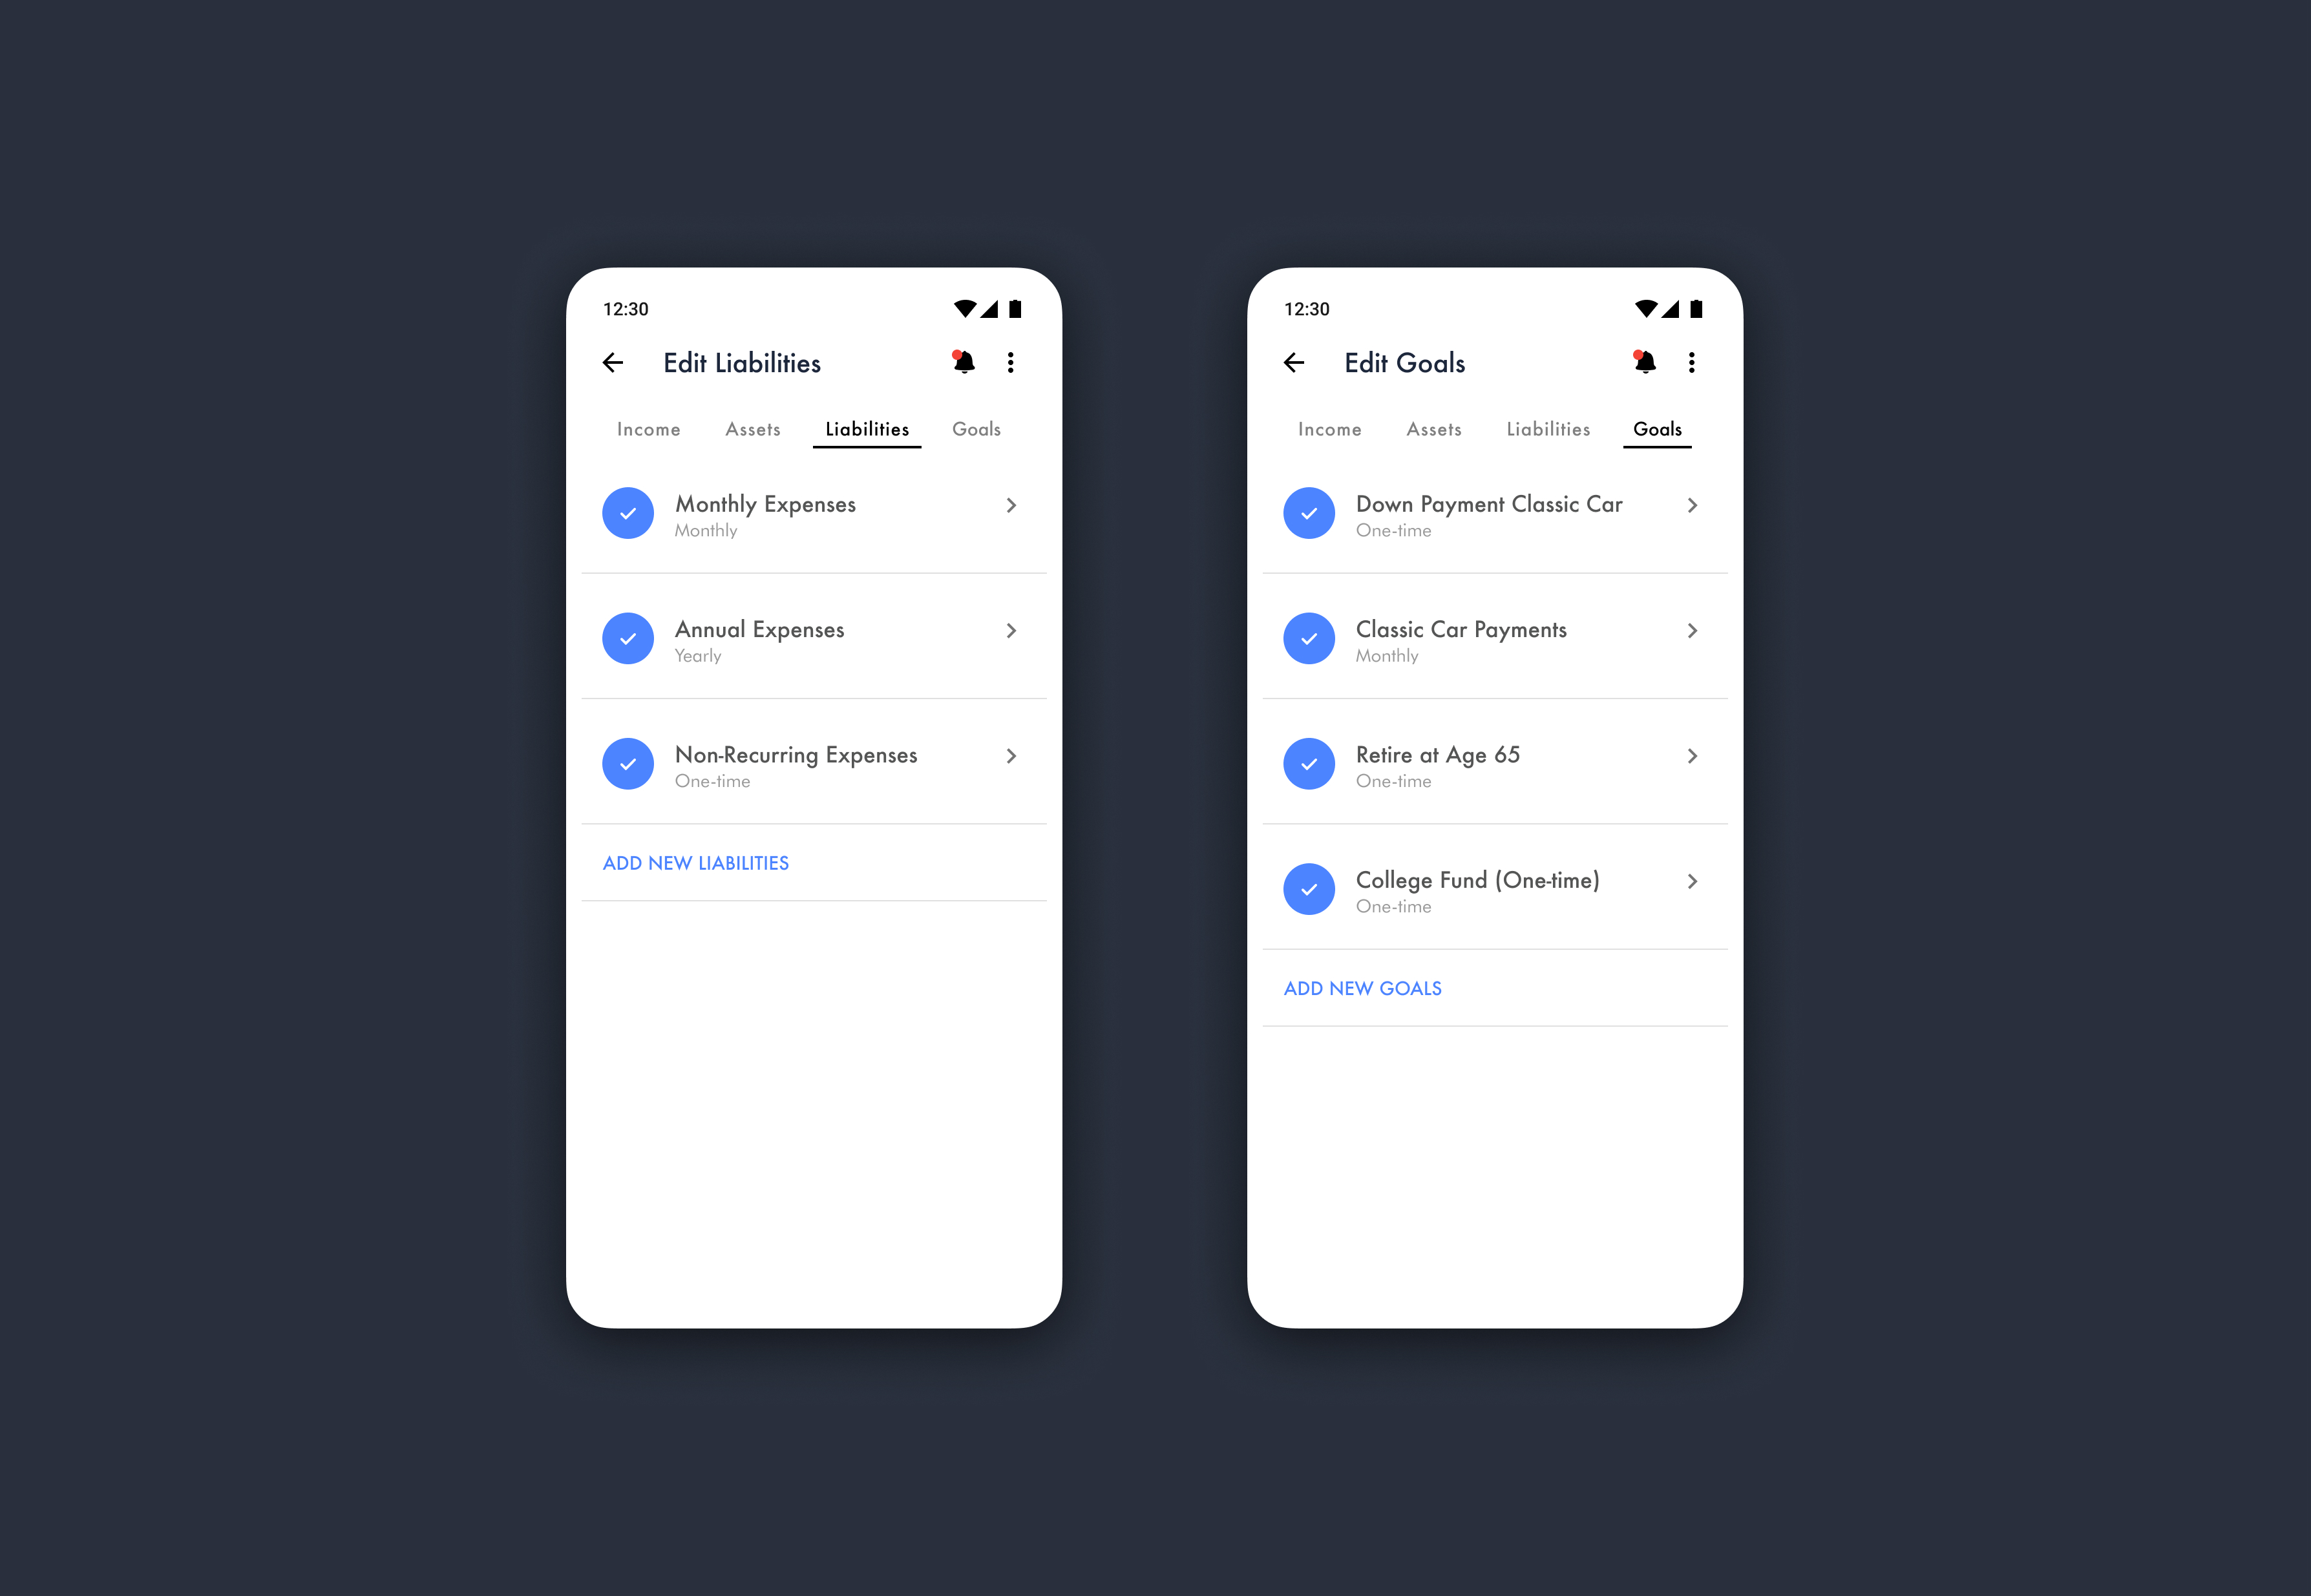 12:30
Edit Liabilities
Income Assets Liabilities Goals
Monthly Expenses
Monthly
Annual Expenses
Yearly
Non-Recurring Expenses
One-time
ADD NEW LIABILITIES
12:30
Edit Goals
Income Assets Liabilities Goals
Down Payment Classic Car
One-time
Classic Car Payments
Monthly
Retire at Age 65
One-time
College Fund (One-time)
One-time
ADD NEW GOALS